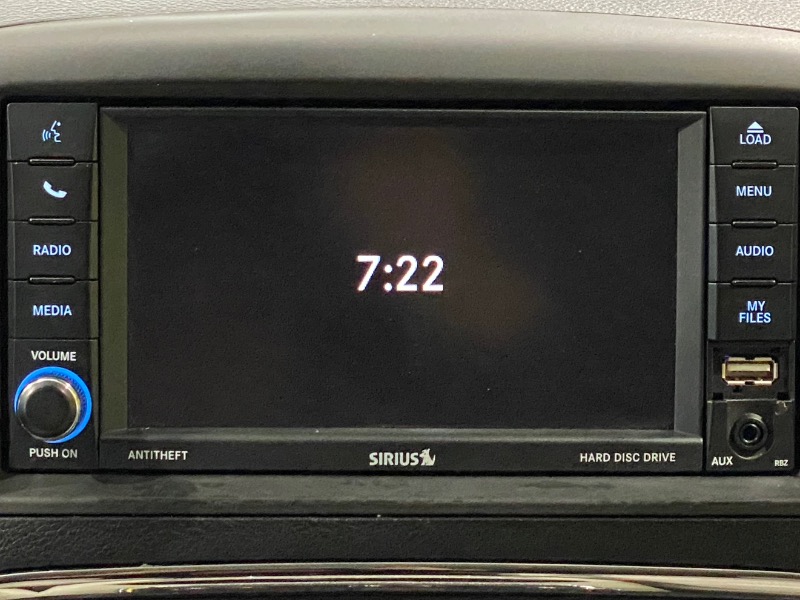 LOAD
MENU
RADIO
AUDIO
7:22
MEDIA
MY
FILES
VOLUME
PUSH ON
ANTITHEFT
SIRIUS
HARD DISC DRIVE
AUX
RBZ